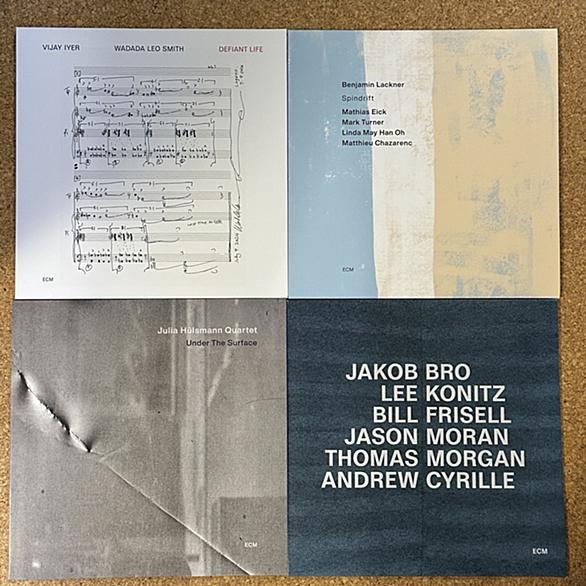 VIJAY IYER WADADA LEO SMITH DEFIANT LIFE
ECM
Benjamin Lackner
Spindrift
Mathias Eick
Mark Turner
Linda May Han Oh
Matthieu Chazarenc
ECM
Julia Hülsmann Quartet
Under The Surface
ECM
JAKOB BRO
LEE KONITZ
BILL FRISELL
JASON MORAN
THOMAS MORGAN
ANDREW CYRILLE
ECM